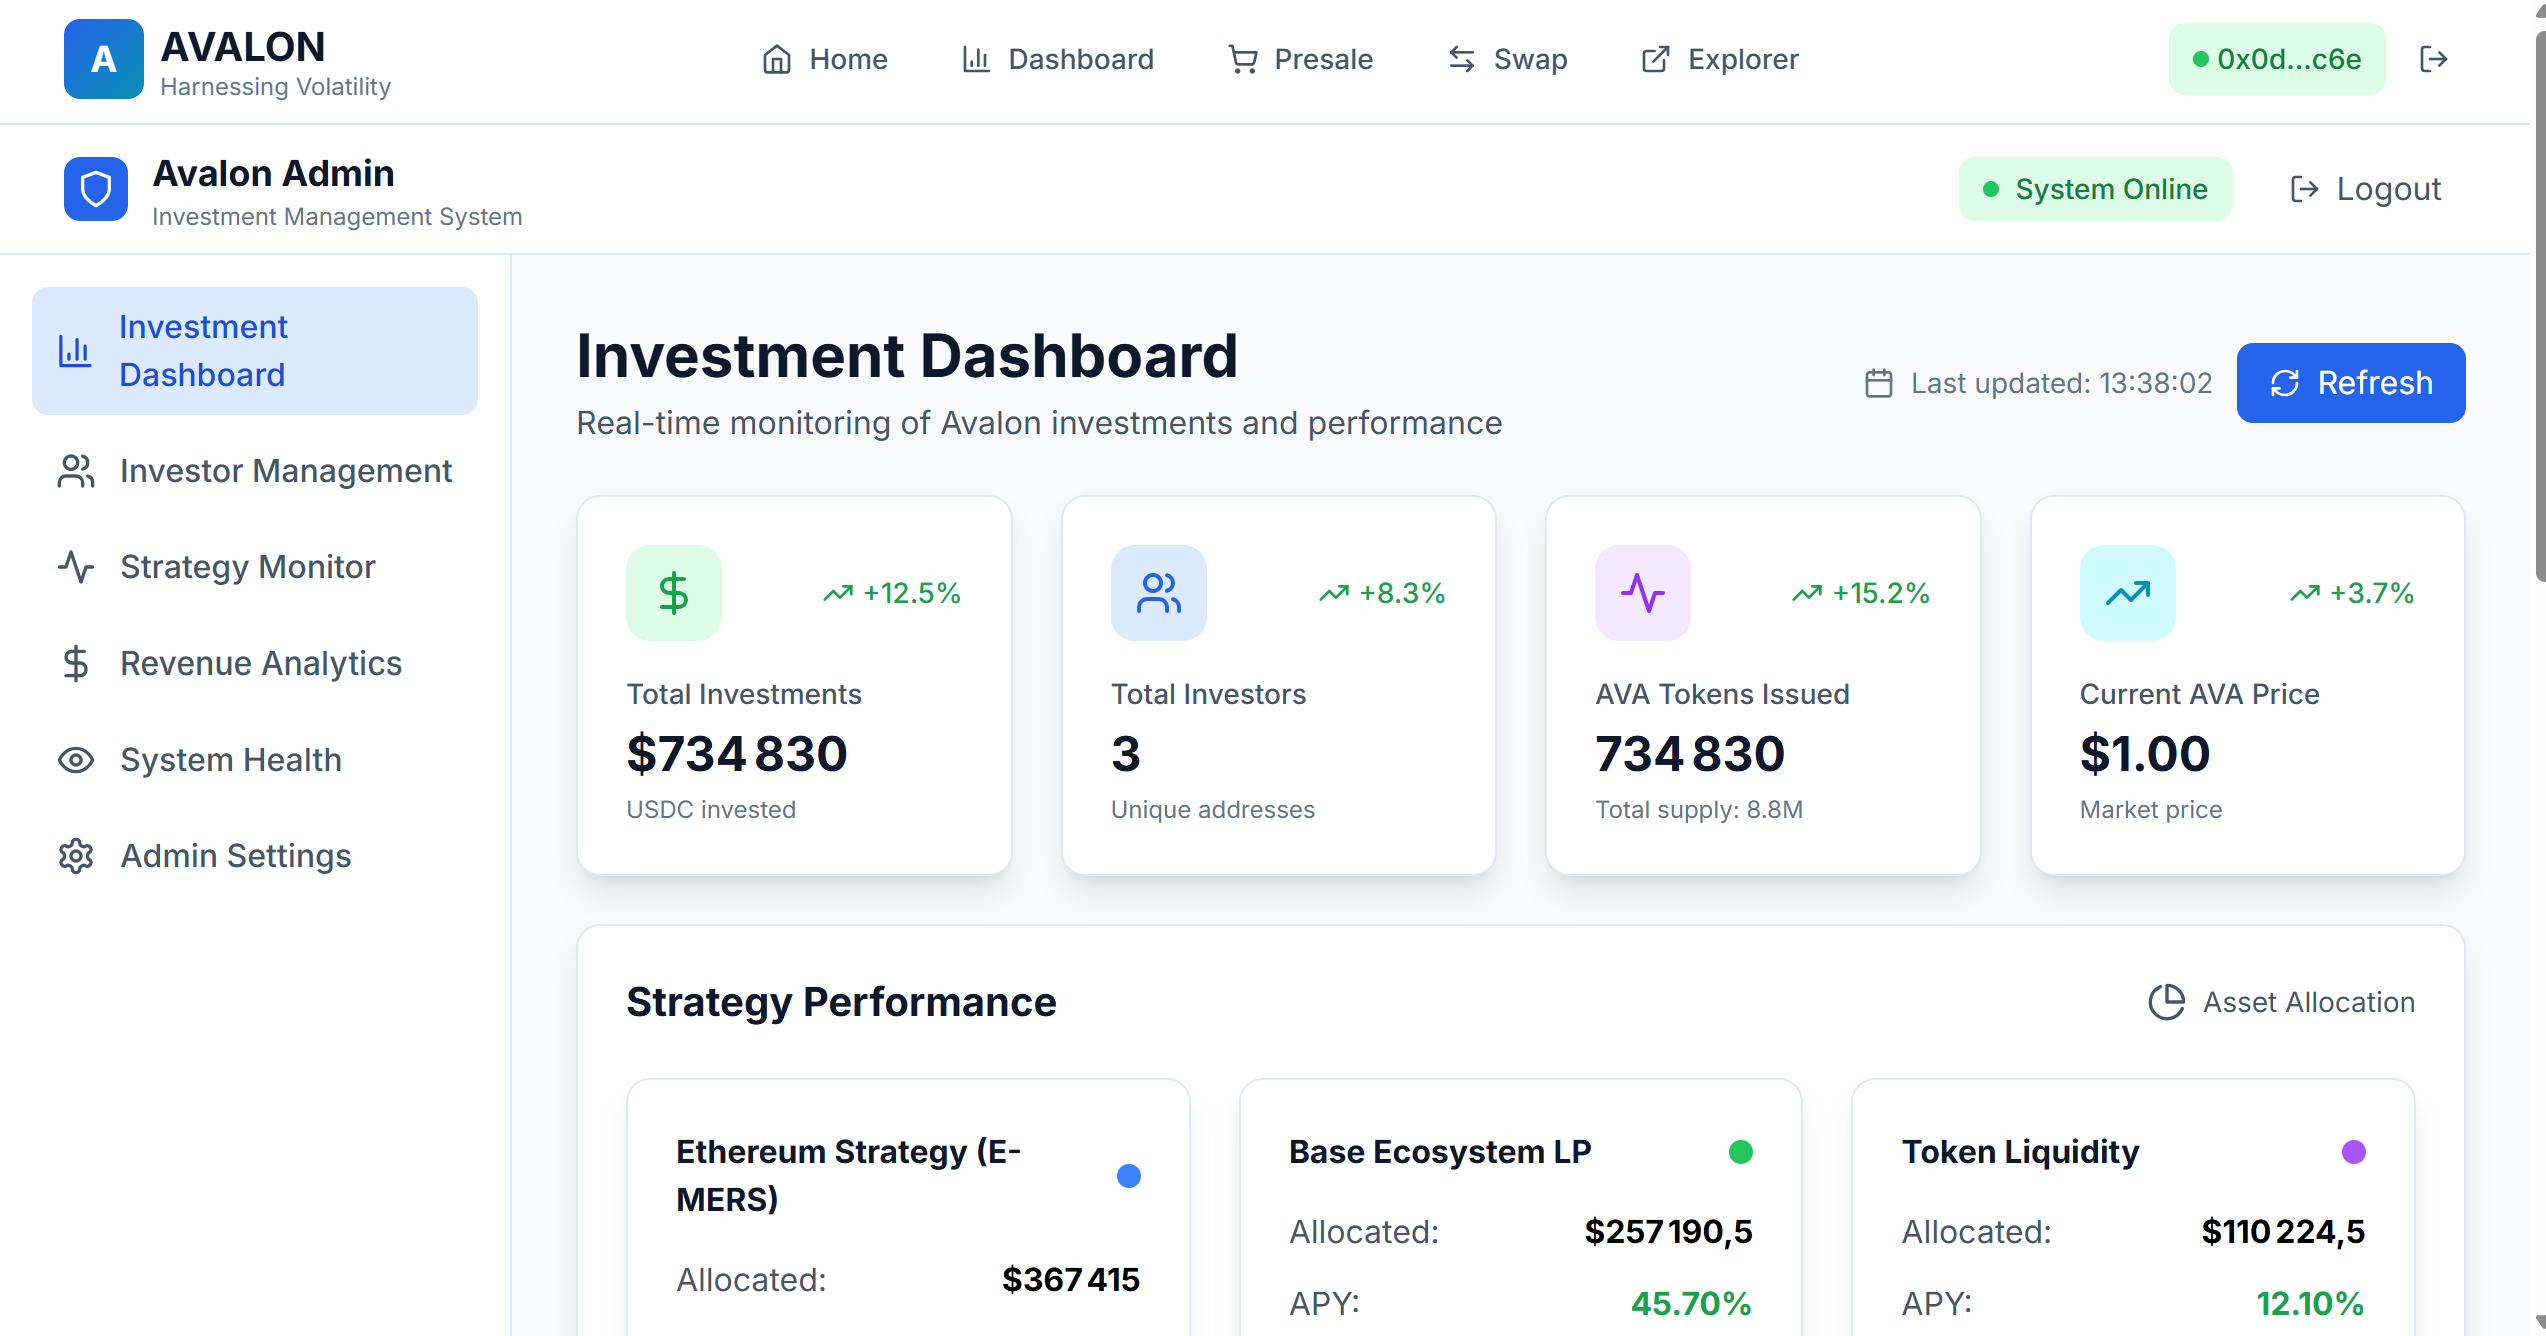 A
AVALON
Harnessing Volatility
Home
Dashboard
Presale
Swap
Explorer
0x0d...c6e
Avalon Admin
Investment Management System
System Online
Logout
Investment
Dashboard
Investor Management
Strategy Monitor
Revenue Analytics
System Health
Admin Settings
Investment Dashboard
Real-time monitoring of Avalon investments and performance
Last updated: 13:38:02
Refresh
+12.5%
Total Investments
$734 830
USDC invested
+8.3%
Total Investors
3
Unique addresses
+15.2%
AVA Tokens Issued
734 830
Total supply: 8.8M
+3.7%
Current AVA Price
$1.00
Market price
Strategy Performance
Asset Allocation
Ethereum Strategy (E-
MERS)
Allocated: $367 415
Base Ecosystem LP
Allocated: $257 190,5
APY: 45.70%
Token Liquidity
Allocated: $110 224,5
APY: 12.10%